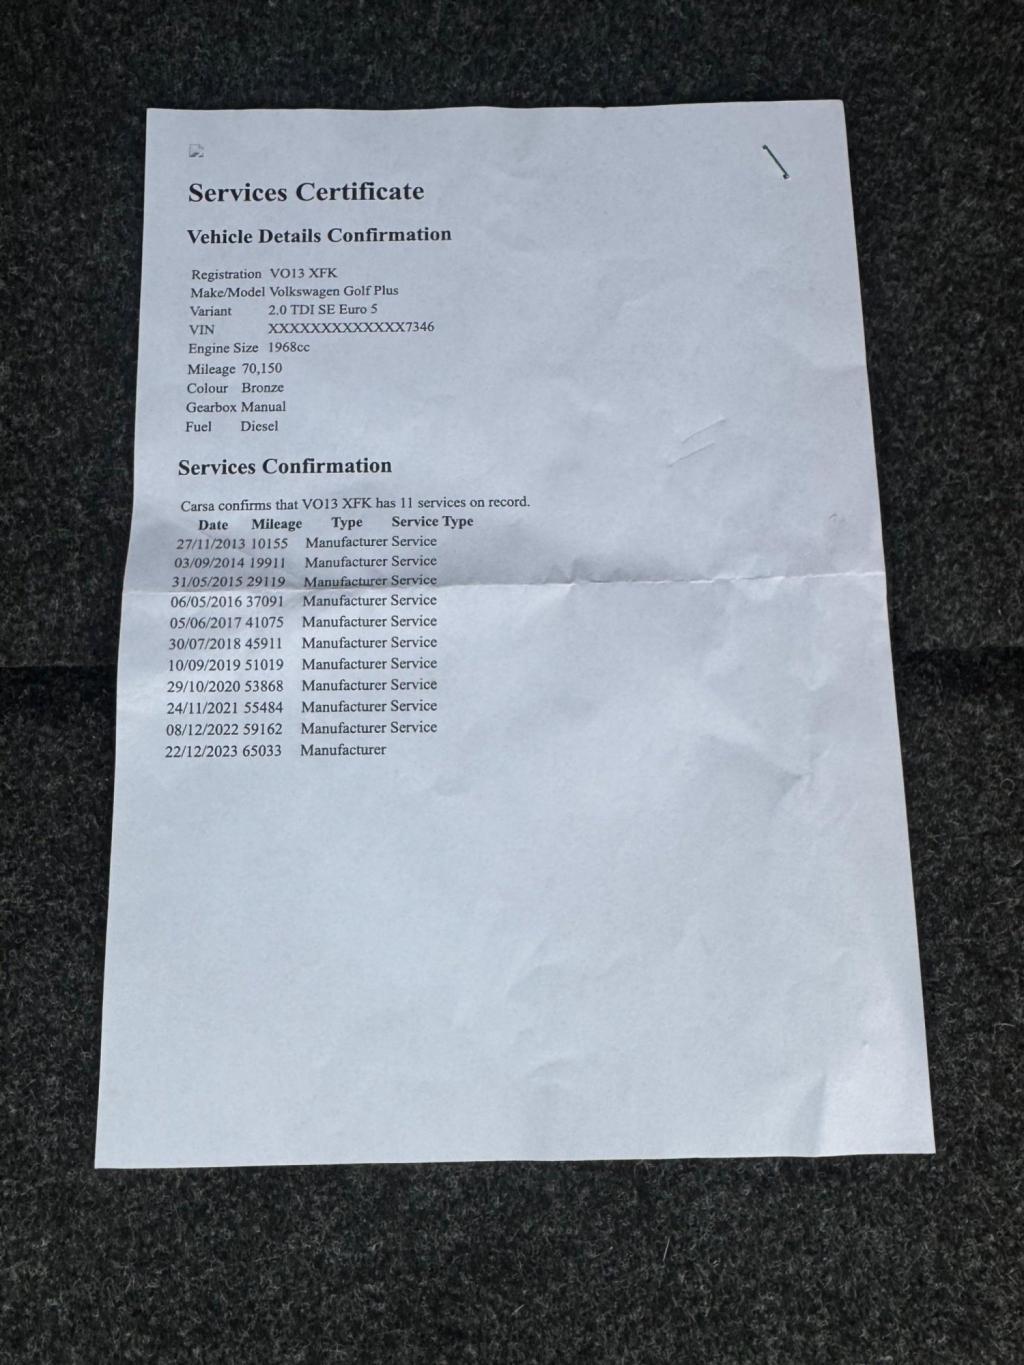 Services Certificate
Vehicle Details Confirmation
Registration VO13 XFK
Make/Model Volkswagen Golf Plus
Variant 2.0 TDI SE Euro 5
VIN XXXXXXXXXXXXX7346
Engine Size 1968cc
Mileage 70,150
Colour Bronze
Gearbox Manual
Fuel Diesel
Services Confirmation
Carsa confirms that VO13 XFK has 11 services on record.
Date Mileage Type Service Type
27/11/2013 10155 Manufacturer Service
03/09/2014 19911 Manufacturer Service
31/05/2015 29119 Manufacturer Service
06/05/2016 37091 Manufacturer Service
05/06/2017 41075 Manufacturer Service
30/07/2018 45911 Manufacturer Service
10/09/2019 51019 Manufacturer Service
29/10/2020 53868 Manufacturer Service
24/11/2021 55484 Manufacturer Service
08/12/2022 59162 Manufacturer Service
22/12/2023 65033 Manufacturer